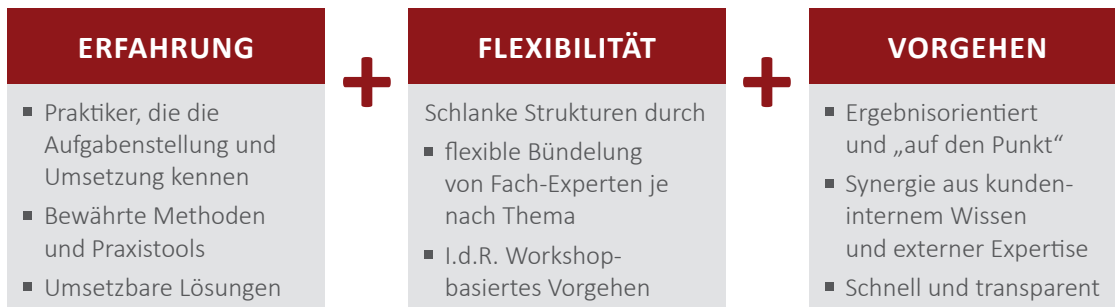 ERFAHRUNG
▪ Praktiker, die die
Aufgabenstellung und
Umsetzung kennen
▪ Bewährte Methoden
und Praxistools
▪ Umsetzbare Lösungen
+
FLEXIBILITÄT
Schlanke Strukturen durch
▪ flexible Bündelung
von Fach-Experten je
nach Thema
▪ I.d.R. Workshop-
basiertes Vorgehen
+
VORGEHEN
▪ Ergebnisorientiert
und „auf den Punkt“
▪ Synergie aus kunden-
internem Wissen
und externer Expertise
▪ Schnell und transparent